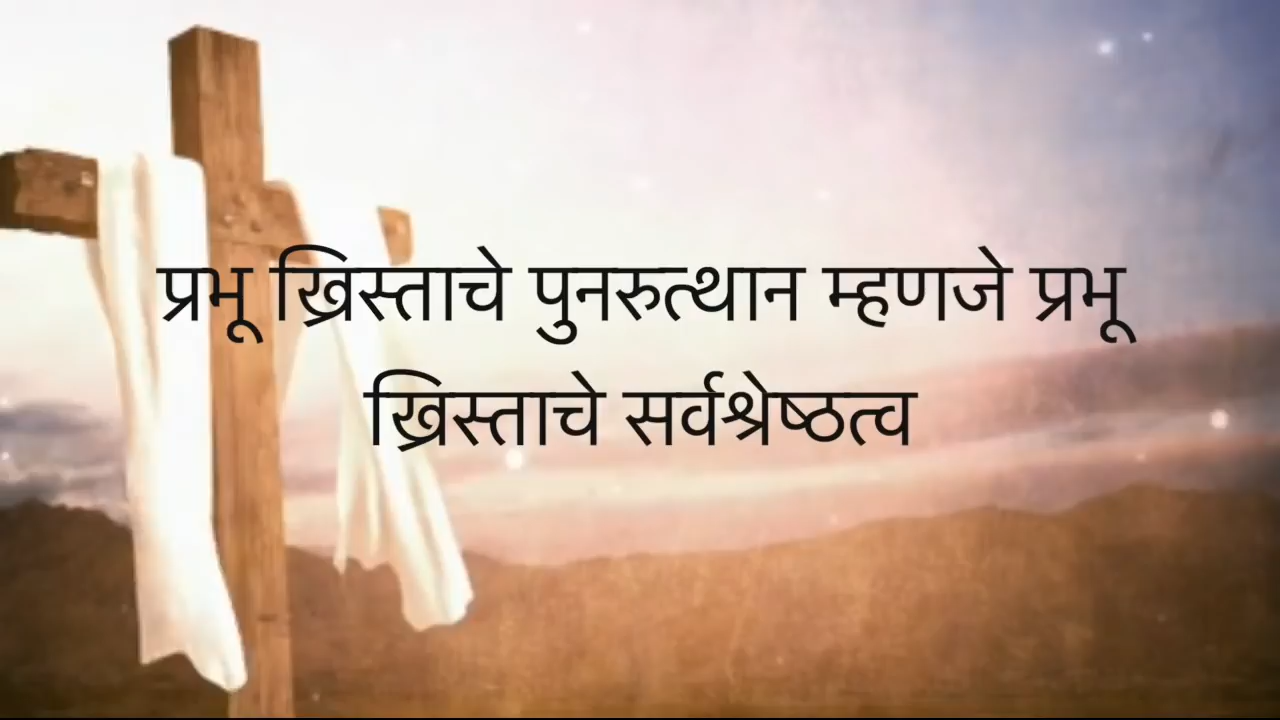 प्रभू ख्रिस्ताचे पुनरुत्थान म्हणजे प्रभू
ख्रिस्ताचे सर्वश्रेष्ठत्व